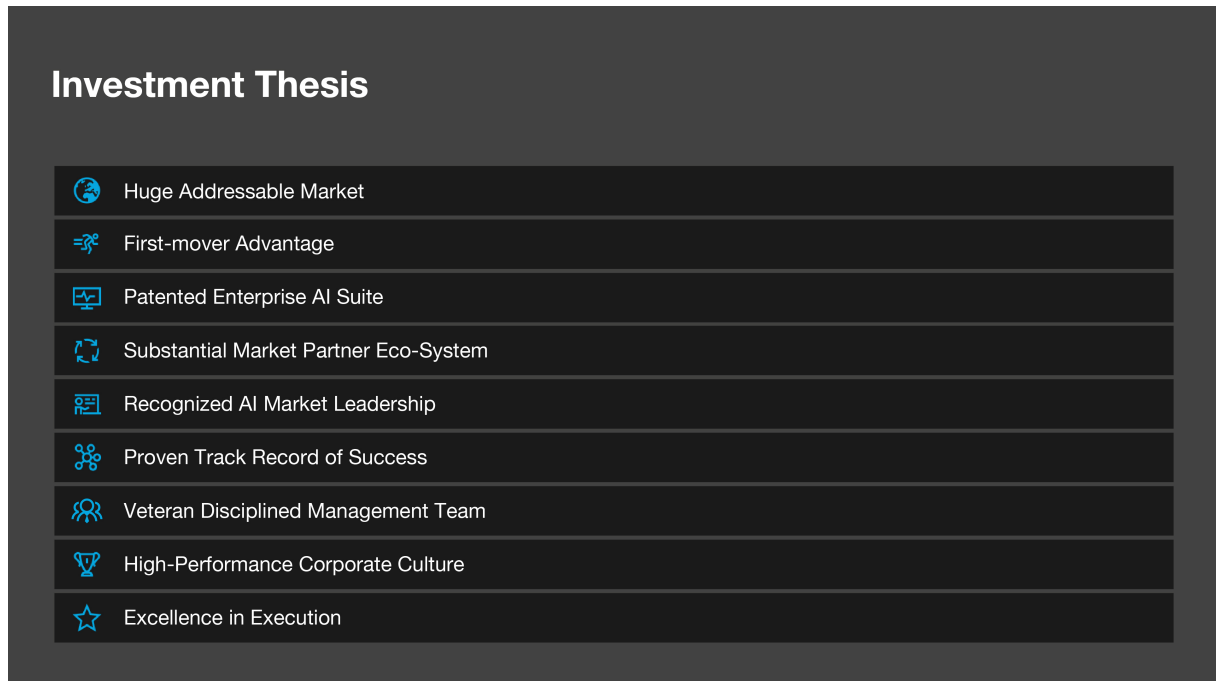 Investment Thesis
Huge Addressable Market
First-mover Advantage
Patented Enterprise AI Suite
Substantial Market Partner Eco-System
Recognized AI Market Leadership
Proven Track Record of Success
Veteran Disciplined Management Team
High-Performance Corporate Culture
Excellence in Execution